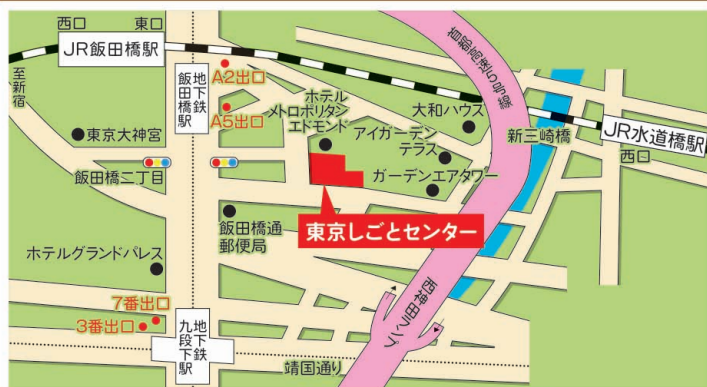 西口
東口
JR飯田橋駅
至新宿
地下鉄
飯田橋駅
A2出口
A5出口
首都高速5号線
ホテル
メトロポリタン
エドモンド
大和ハウス
アイガーデン
テラス
新三崎橋
JR水道橋駅
西口
東京大神宮
飯田橋二丁目
ガーデンエアタワー
飯田橋通
郵便局
東京しごとセンター
ホテルグランドパレス
西神田ランプ
7番出口
3番出口
地下鉄
九段下駅
靖国通り